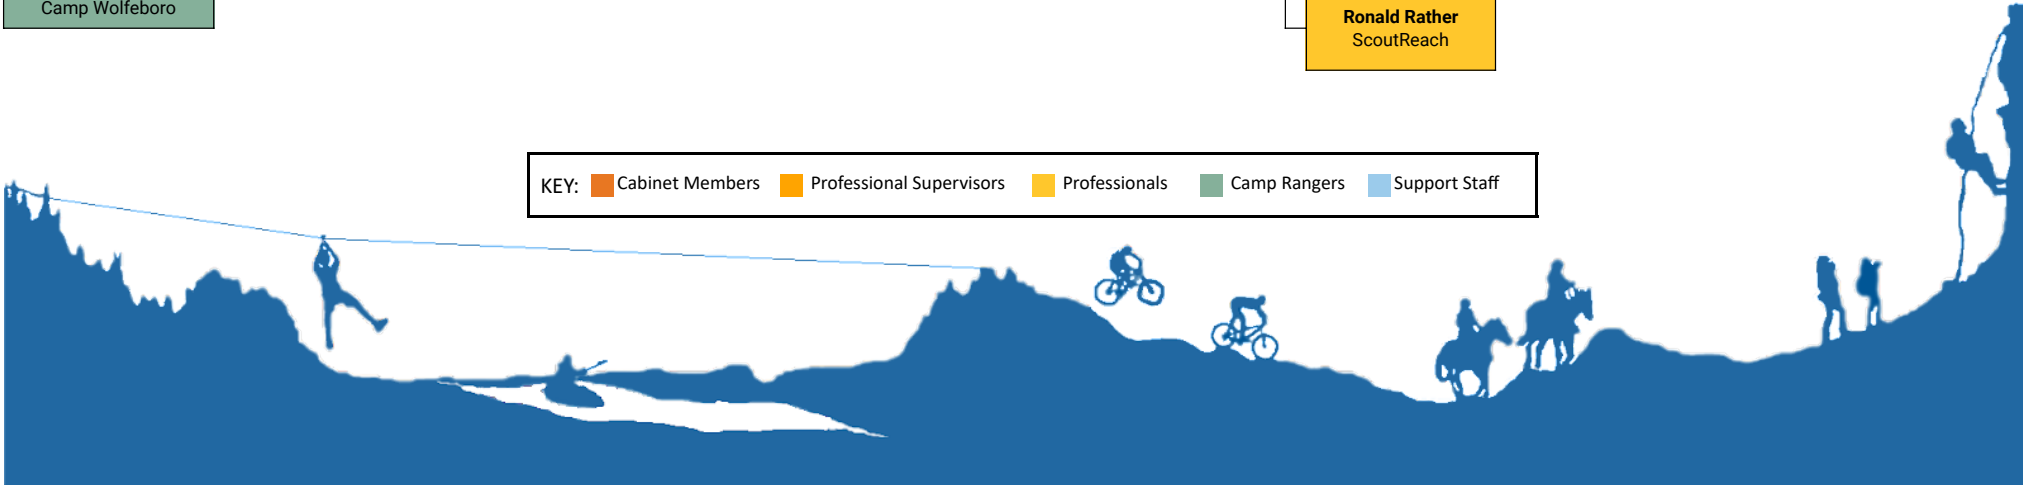 Camp Wolfeboro
Ronald Rather
ScoutReach
KEY: Cabinet Members Professional Supervisors Professionals Camp Rangers Support Staff